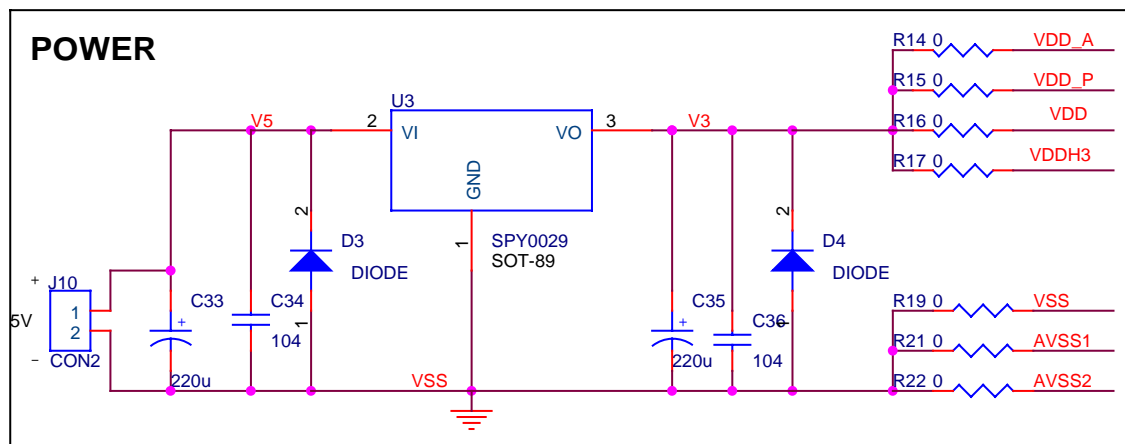 POWER
R14 0
VDD_A
R15 0
VDD_P
R16 0
VDD
R17 0
VDDH3
U3
V5
2
VI
VO
3
V3
GND
1
SPY0029
SOT-89
2
D3
DIODE
1
2
D4
DIODE
+
J10
1
2
5V
-
CON2
C33
+
220u
C34
104
C35
+
220u
C36
104
VSS
R19 0
VSS
R21 0
AVSS1
R22 0
AVSS2